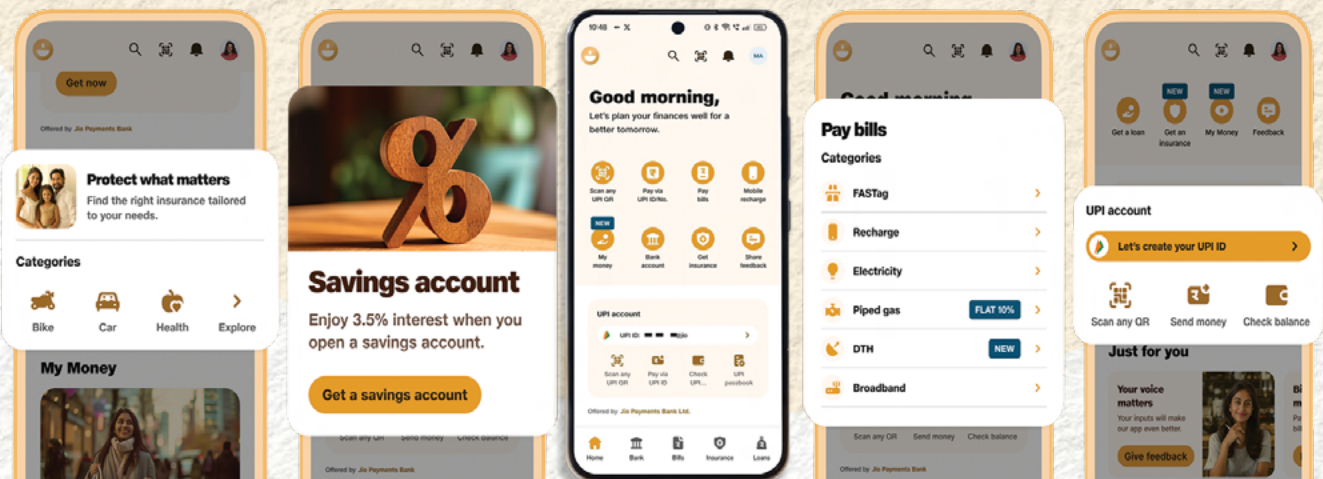 Get now
Offered by Jio Payments Bank
Protect what matters
Find the right insurance tailored
to your needs.
Categories
Bike
Car
Health
Explore
My Money
Savings account
Enjoy 3.5% interest when you
open a savings account.
Get a savings account
Scan any QR
Send money
Check balance
Offered by Jio Payments Bank
10:48
MA
Good morning,
Let's plan your finances well for a
better tomorrow.
Scan any
UPI QR
Pay via
UPI ID/No.
Pay
bills
Mobile
recharge
NEW
My
money
Bank
account
Get
insurance
Share
feedback
UPI account
UPI ID:
Scan any
UPI QR
Pay via
UPI ID
Check
UPI...
UPI
passbook
Offered by Jio Payments Bank Ltd.
Home
Bank
Bills
Insurance
Loans
Good morning
Pay bills
Categories
FASTag
Recharge
Electricity
Piped gas
FLAT 10%
DTH
NEW
Broadband
Scan any QR
Send money
Check balance
Offered by Jio Payments Bank
NEW
NEW
Get a loan
Get an
insurance
My Money
Feedback
UPI account
Let's create your UPI ID
Scan any QR
Send money
Check balance
Just for you
Your voice
matters
Your inputs will make
our app even better.
Give feedback